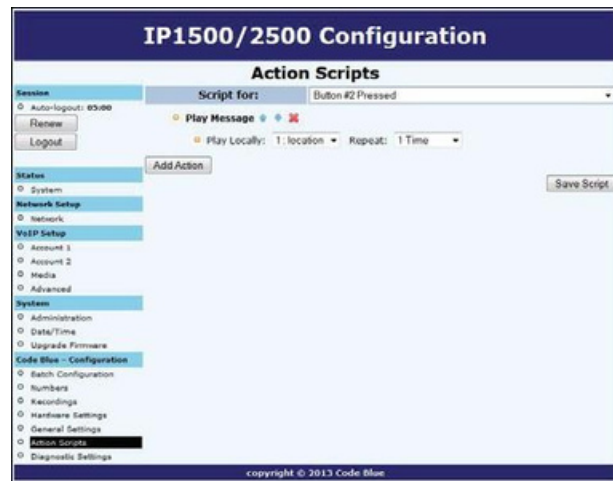 IP1500/2500 Configuration
Action Scripts
Session
Auto-logout: 05:00
Renew
Logout
Status
System
Network Setup
Network
VoIP Setup
Account 1
Account 2
Media
Advanced
System
Administration
Date/Time
Upgrade Firmware
Code Blue - Configuration
Batch Configuration
Numbers
Recordings
Hardware Settings
General Settings
Action Scripts
Diagnostic Settings
Script for: Button #2 Pressed
Play Message
Play Locally: 1: location Repeat: 1 Time
Add Action
Save Script
copyright © 2013 Code Blue